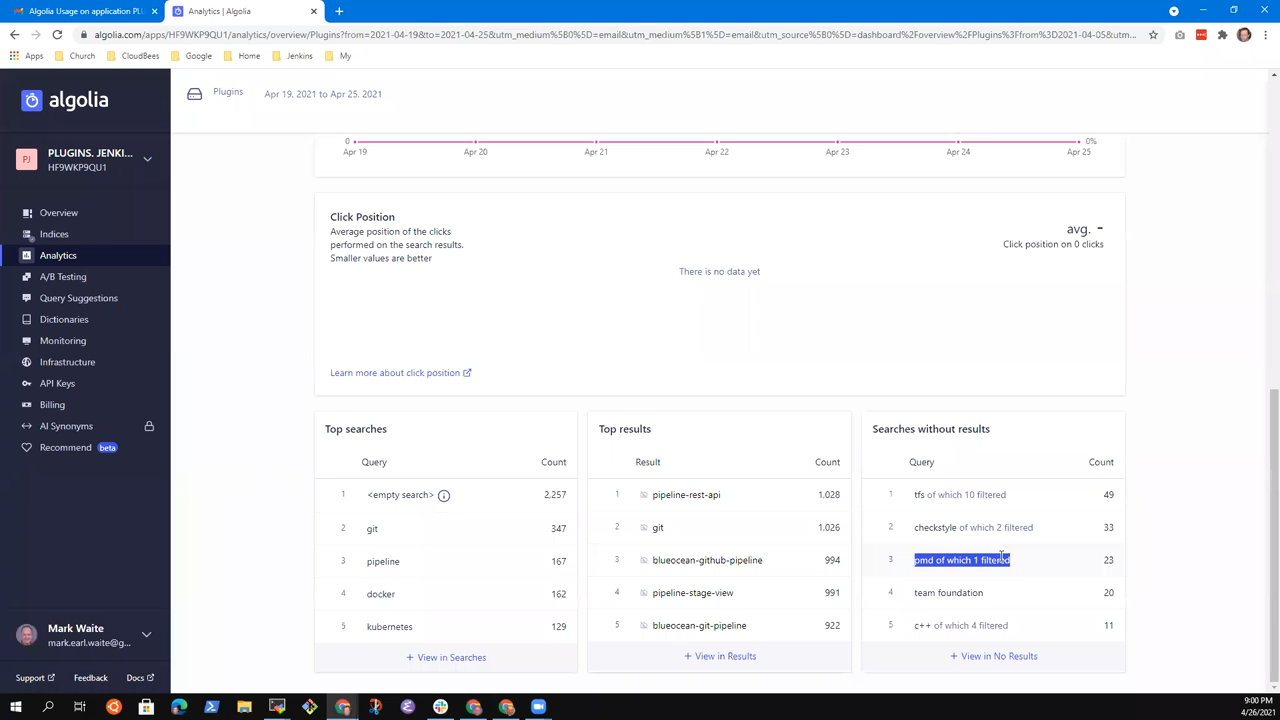 Algolia Usage on application PLU
Analytics | Algolia
algolia.com/apps/HF9WKP9QU1/analytics/overview/Plugins?from=2021-04-19&to=2021-04-25&utm_medium%5B0%5D=email&utm_medium%5B1%5D=email&utm_source%5B0%5D=dashboard%2Foverview%2FPlugins%3Ffrom%3D2021-04-05&utm...
Apps
Church
CloudBees
Google
Home
Jenkins
My
algolia
Plugins
Apr 19, 2021 to Apr 25, 2021
PJ
PLUGINS. JENKI...
HF9WKP9QU1
0
0%
Apr 19
Apr 20
Apr 21
Apr 22
Apr 23
Apr 24
Apr 25
Overview
Indices
Analytics
A/B Testing
Query Suggestions
Dictionaries
Monitoring
Infrastructure
API Keys
Billing
AI Synonyms
Recommend beta
Click Position
Average position of the clicks
performed on the search results.
Smaller values are better
avg. -
Click position on 0 clicks
There is no data yet
Learn more about click position
Top searches
Query Count
1 <empty search> 2,257
2 git 347
3 pipeline 167
4 docker 162
5 kubernetes 129
+ View in Searches
Top results
Result Count
1 pipeline-rest-api 1,028
2 git 1,026
3 blueocean-github-pipeline 994
4 pipeline-stage-view 991
5 blueocean-git-pipeline 922
+ View in Results
Searches without results
Query Count
1 tfs of which 10 filtered 49
2 checkstyle of which 2 filtered 33
3 pmd of which 1 filtered 23
4 team foundation 20
5 c++ of which 4 filtered 11
+ View in No Results
Mark Waite
mark.earl.waite@g...
Support
Feedback
Docs
9:00 PM
4/26/2021